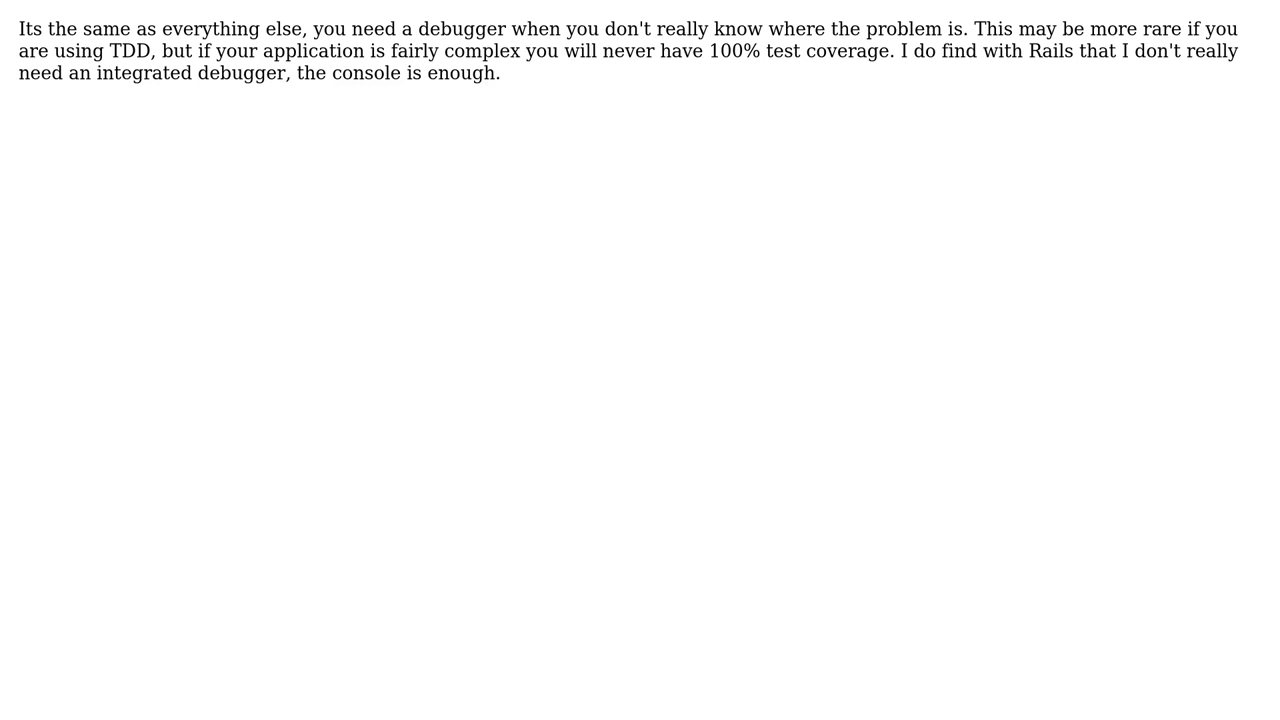 Its the same as everything else, you need a debugger when you don't really know where the problem is. This may be more rare if you
are using TDD, but if your application is fairly complex you will never have 100% test coverage. I do find with Rails that I don't really
need an integrated debugger, the console is enough.